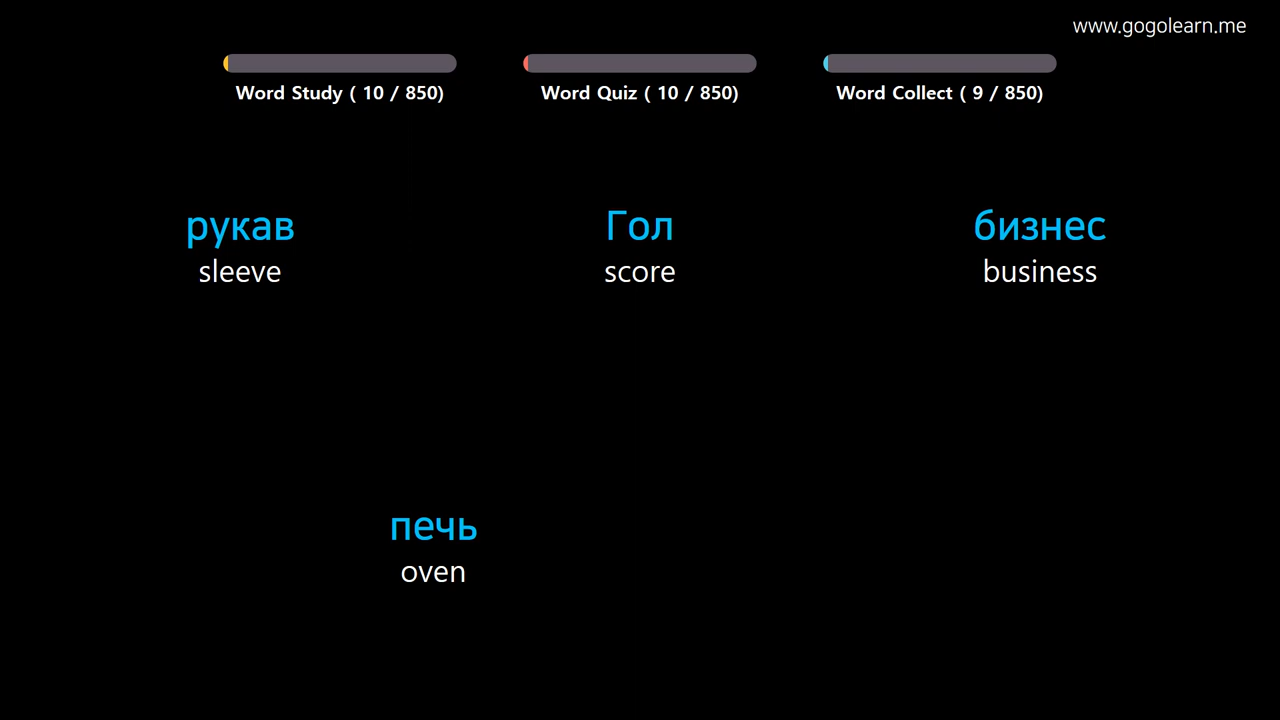 www.gogolearn.me
Word Study ( 10 / 850)
Word Quiz ( 10 / 850)
Word Collect ( 9 / 850)
рукав
sleeve
Гол
score
бизнес
business
печь
oven